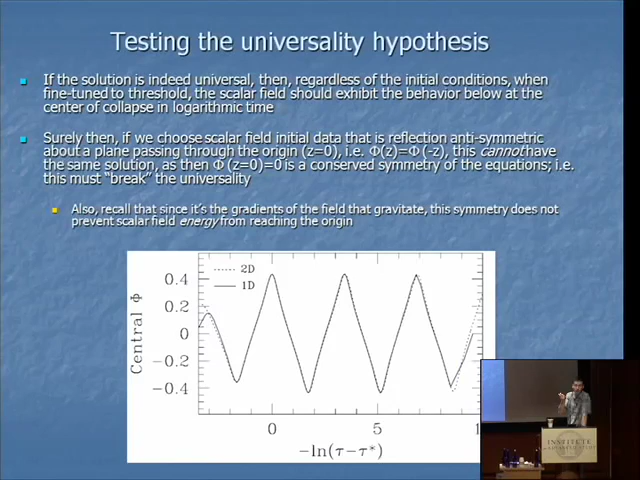 Testing the universality hypothesis
If the solution is indeed universal, then, regardless of the initial conditions, when
fine-tuned to threshold, the scalar field should exhibit the behavior below at the
center of collapse in logarithmic time
Surely then, if we choose scalar field initial data that is reflection anti-symmetric
about a plane passing through the origin (z=0), i.e. Φ(z)=Φ (-z), this cannot have
the same solution, as then Φ (z=0)=0 is a conserved symmetry of the equations; i.e.
this must "break" the universality
Also, recall that since it's the gradients of the field that gravitate, this symmetry does not
prevent scalar field energy from reaching the origin
2D
1D
0.4
0.2
0
−0.2
−0.4
Central Φ
0 5 1
−ln(τ−τ*)
INSTITUTE